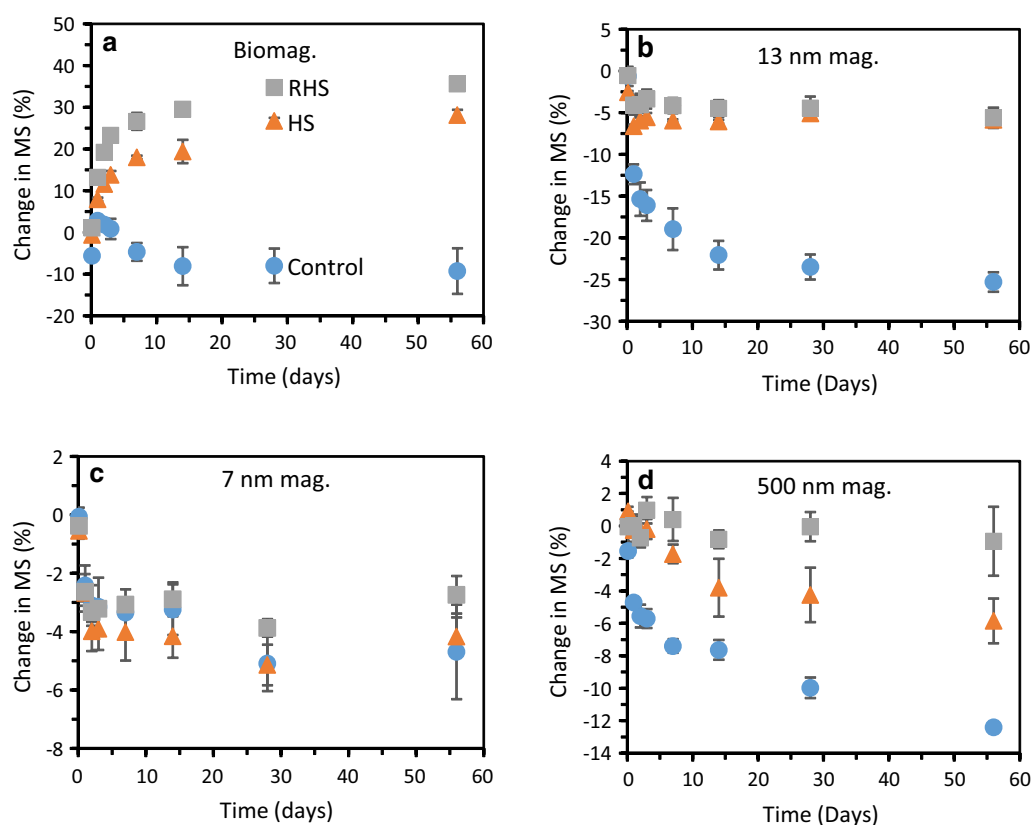 a
Biomag.
RHS
HS
Control
50
40
30
20
10
0
-10
-20
Change in MS (%)
0 10 20 30 40 50 60
Time (days)
b
13 nm mag.
5
0
-5
-10
-15
-20
-25
-30
Change in MS (%)
0 10 20 30 40 50 60
Time (Days)
c
7 nm mag.
2
0
-2
-4
-6
-8
Change in MS (%)
0 10 20 30 40 50 60
Time (days)
d
500 nm mag.
4
2
0
-2
-4
-6
-8
-10
-12
-14
Change in MS (%)
0 10 20 30 40 50 60
Time (Days)